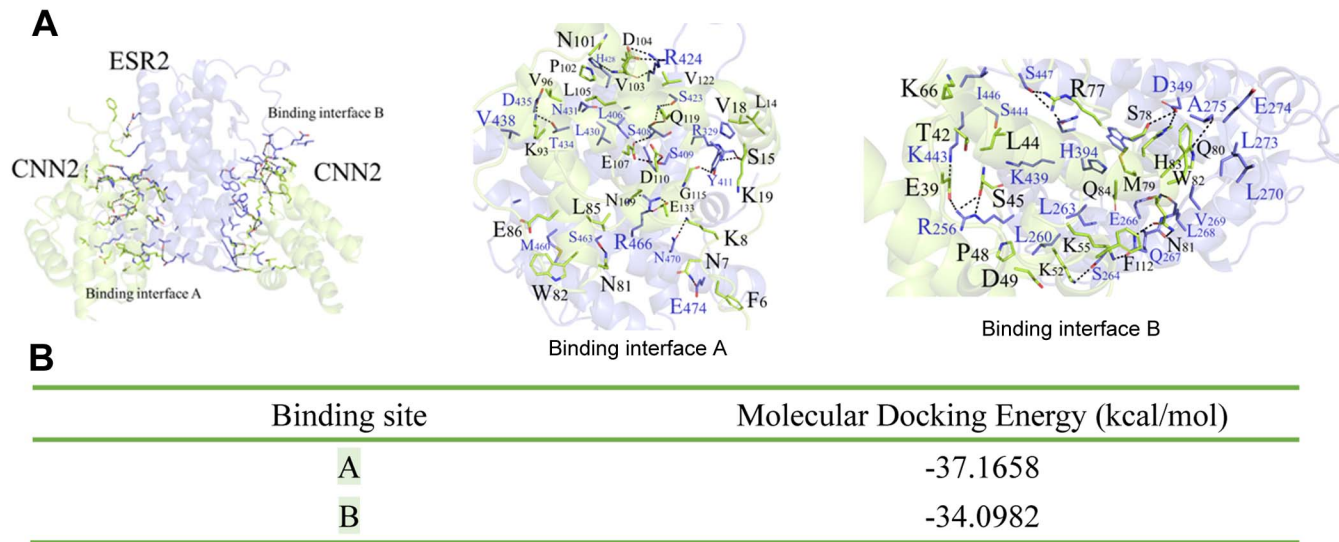 A
ESR2
Binding interface B
CNN2
CNN2
Binding interface A
N101
D104
H428
R424
P102
V103
V122
V96
L105
D435
N431
L406
S423
Q119
V18
L14
V438
L430
S408
R329
T434
K93
E107
S409
S15
D110
Y411
G115
K19
N109
E133
L85
E86
R466
K8
M460
S463
N470
N7
W82
N81
E474
F6
Binding interface A
S447
R77
D349
K66
I446
S78
A275
E274
S444
T42
L44
Q80
K443
H394
H83
L273
K439
M79
W82
E39
S45
Q84
L270
L263
E266
V269
R256
L268
P48
L260
K55
N81
D49
K52
F112
Q267
S264
Binding interface B
B
Binding site Molecular Docking Energy (kcal/mol)
A -37.1658
B -34.0982